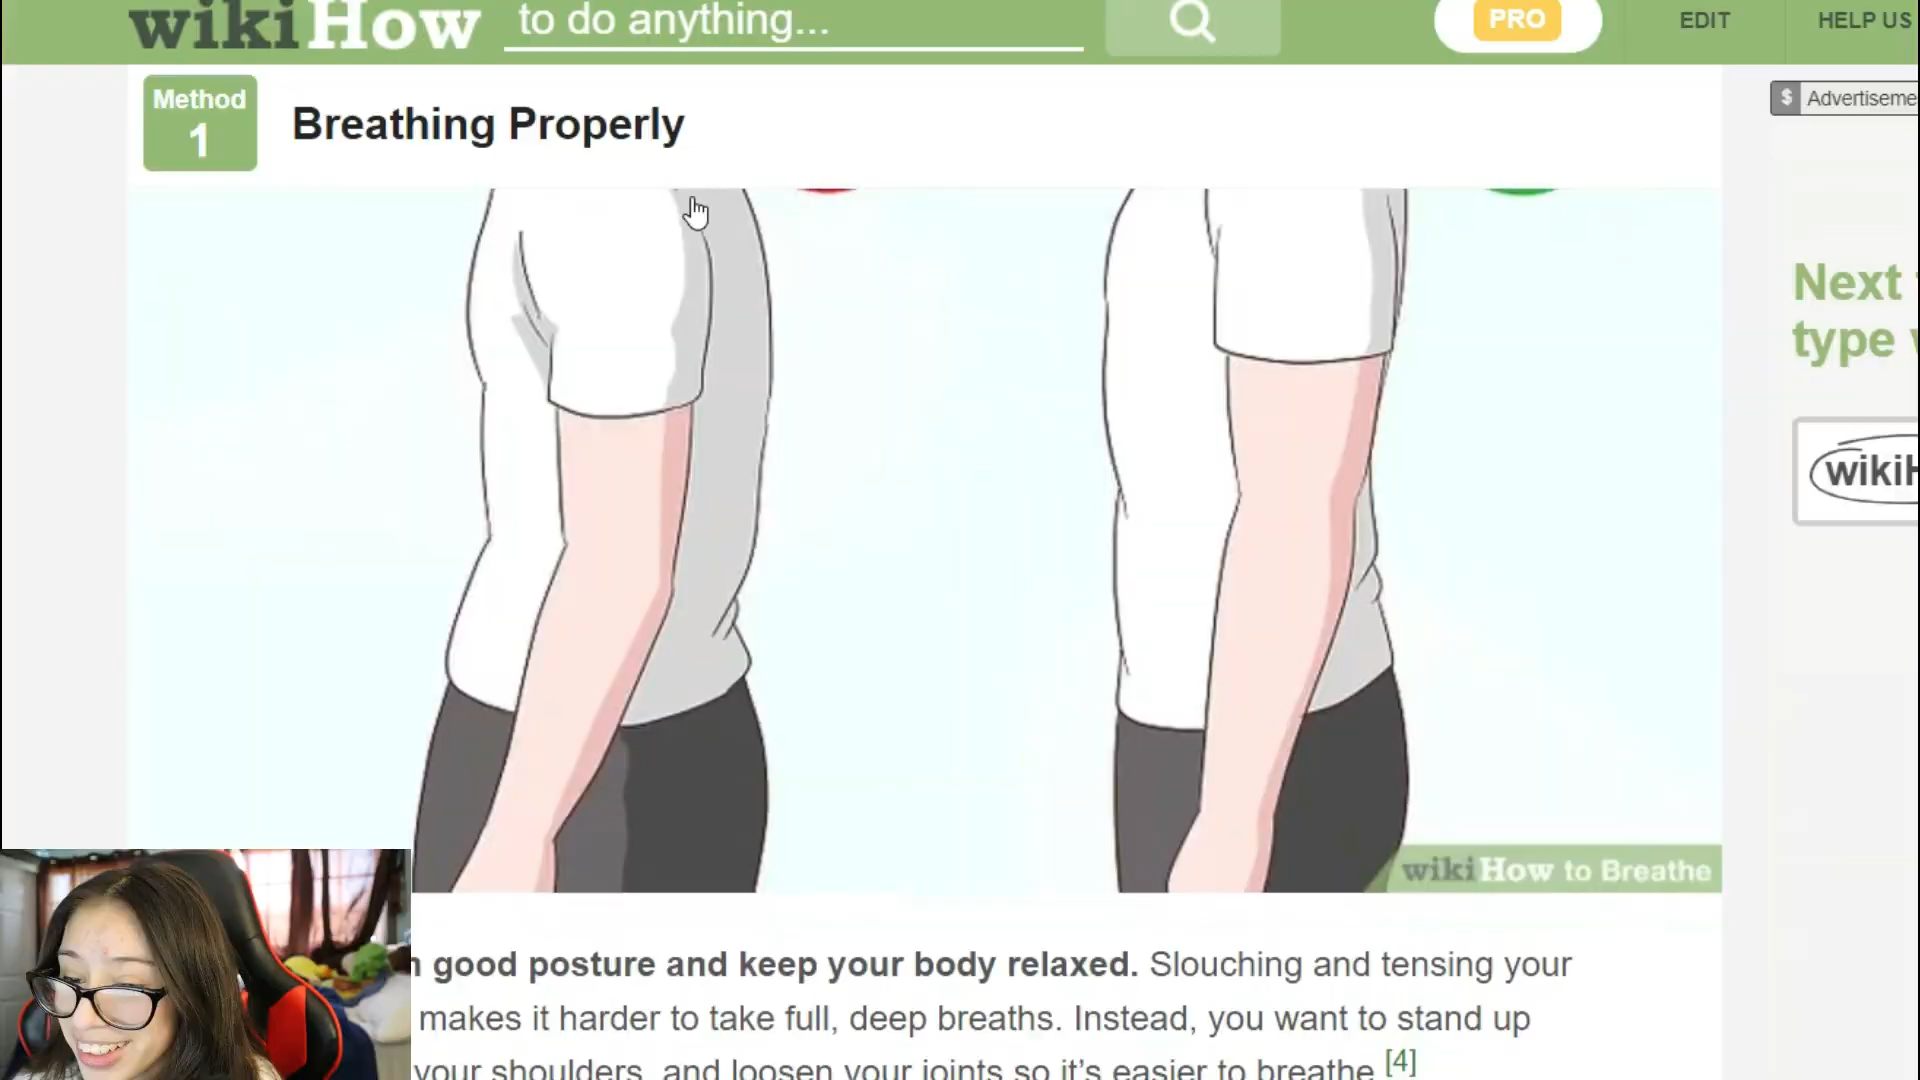 wikiHow to do anything... PRO EDIT HELP US
Method
1
Breathing Properly
$ Advertiseme
Next
type
wikiH
wikiHow to Breathe
good posture and keep your body relaxed. Slouching and tensing your
makes it harder to take full, deep breaths. Instead, you want to stand up
your shoulders, and loosen your joints so it's easier to breathe.[4]